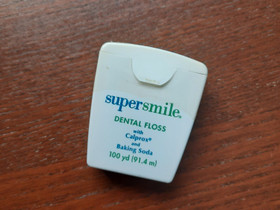 supersmile.
DENTAL FLOSS
with
Calprox®
and
Baking Soda
100 yd (91.4 m)